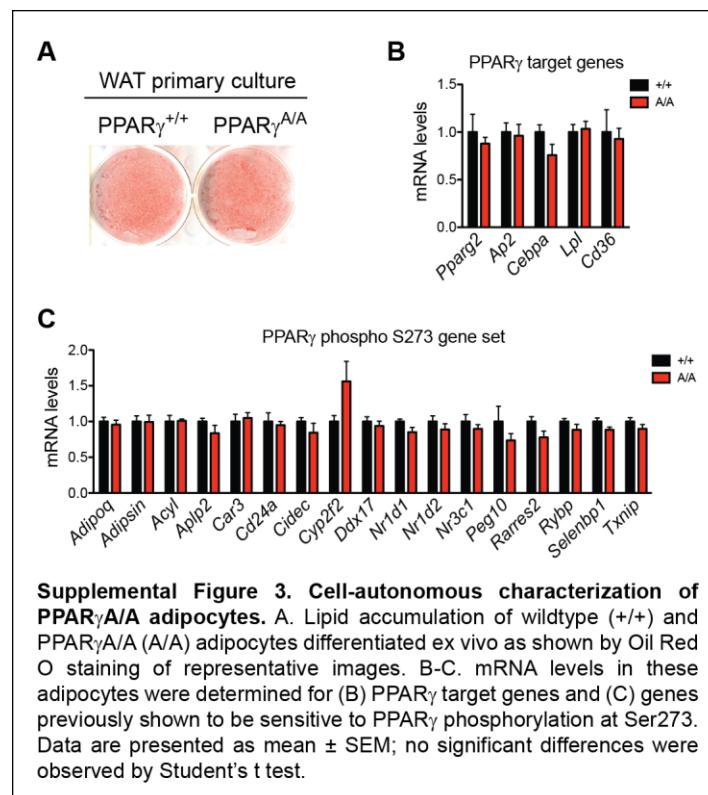 A
WAT primary culture
PPARγ+/+ PPARγA/A
B
PPARγ target genes
+/+
A/A
mRNA levels
1.5
1.0
0.5
0.0
Pparg2 Ap2 Cebpa Lpl Cd36
C
PPARγ phospho S273 gene set
+/+
A/A
mRNA levels
2.0
1.5
1.0
0.5
0.0
Adipoq Adipsin Acyl Aplp2 Car3 Cd24a Cidec Cyp2f2 Ddx17 Nr1d1 Nr1d2 Nr3c1 Peg10 Rarres2 Rybp Selenbp1 Txnip
Supplemental Figure 3. Cell-autonomous characterization of
PPARγA/A adipocytes. A. Lipid accumulation of wildtype (+/+) and
PPARγA/A (A/A) adipocytes differentiated ex vivo as shown by Oil Red
O staining of representative images. B-C. mRNA levels in these
adipocytes were determined for (B) PPARγ target genes and (C) genes
previously shown to be sensitive to PPARγ phosphorylation at Ser273.
Data are presented as mean ± SEM; no significant differences were
observed by Student's t test.